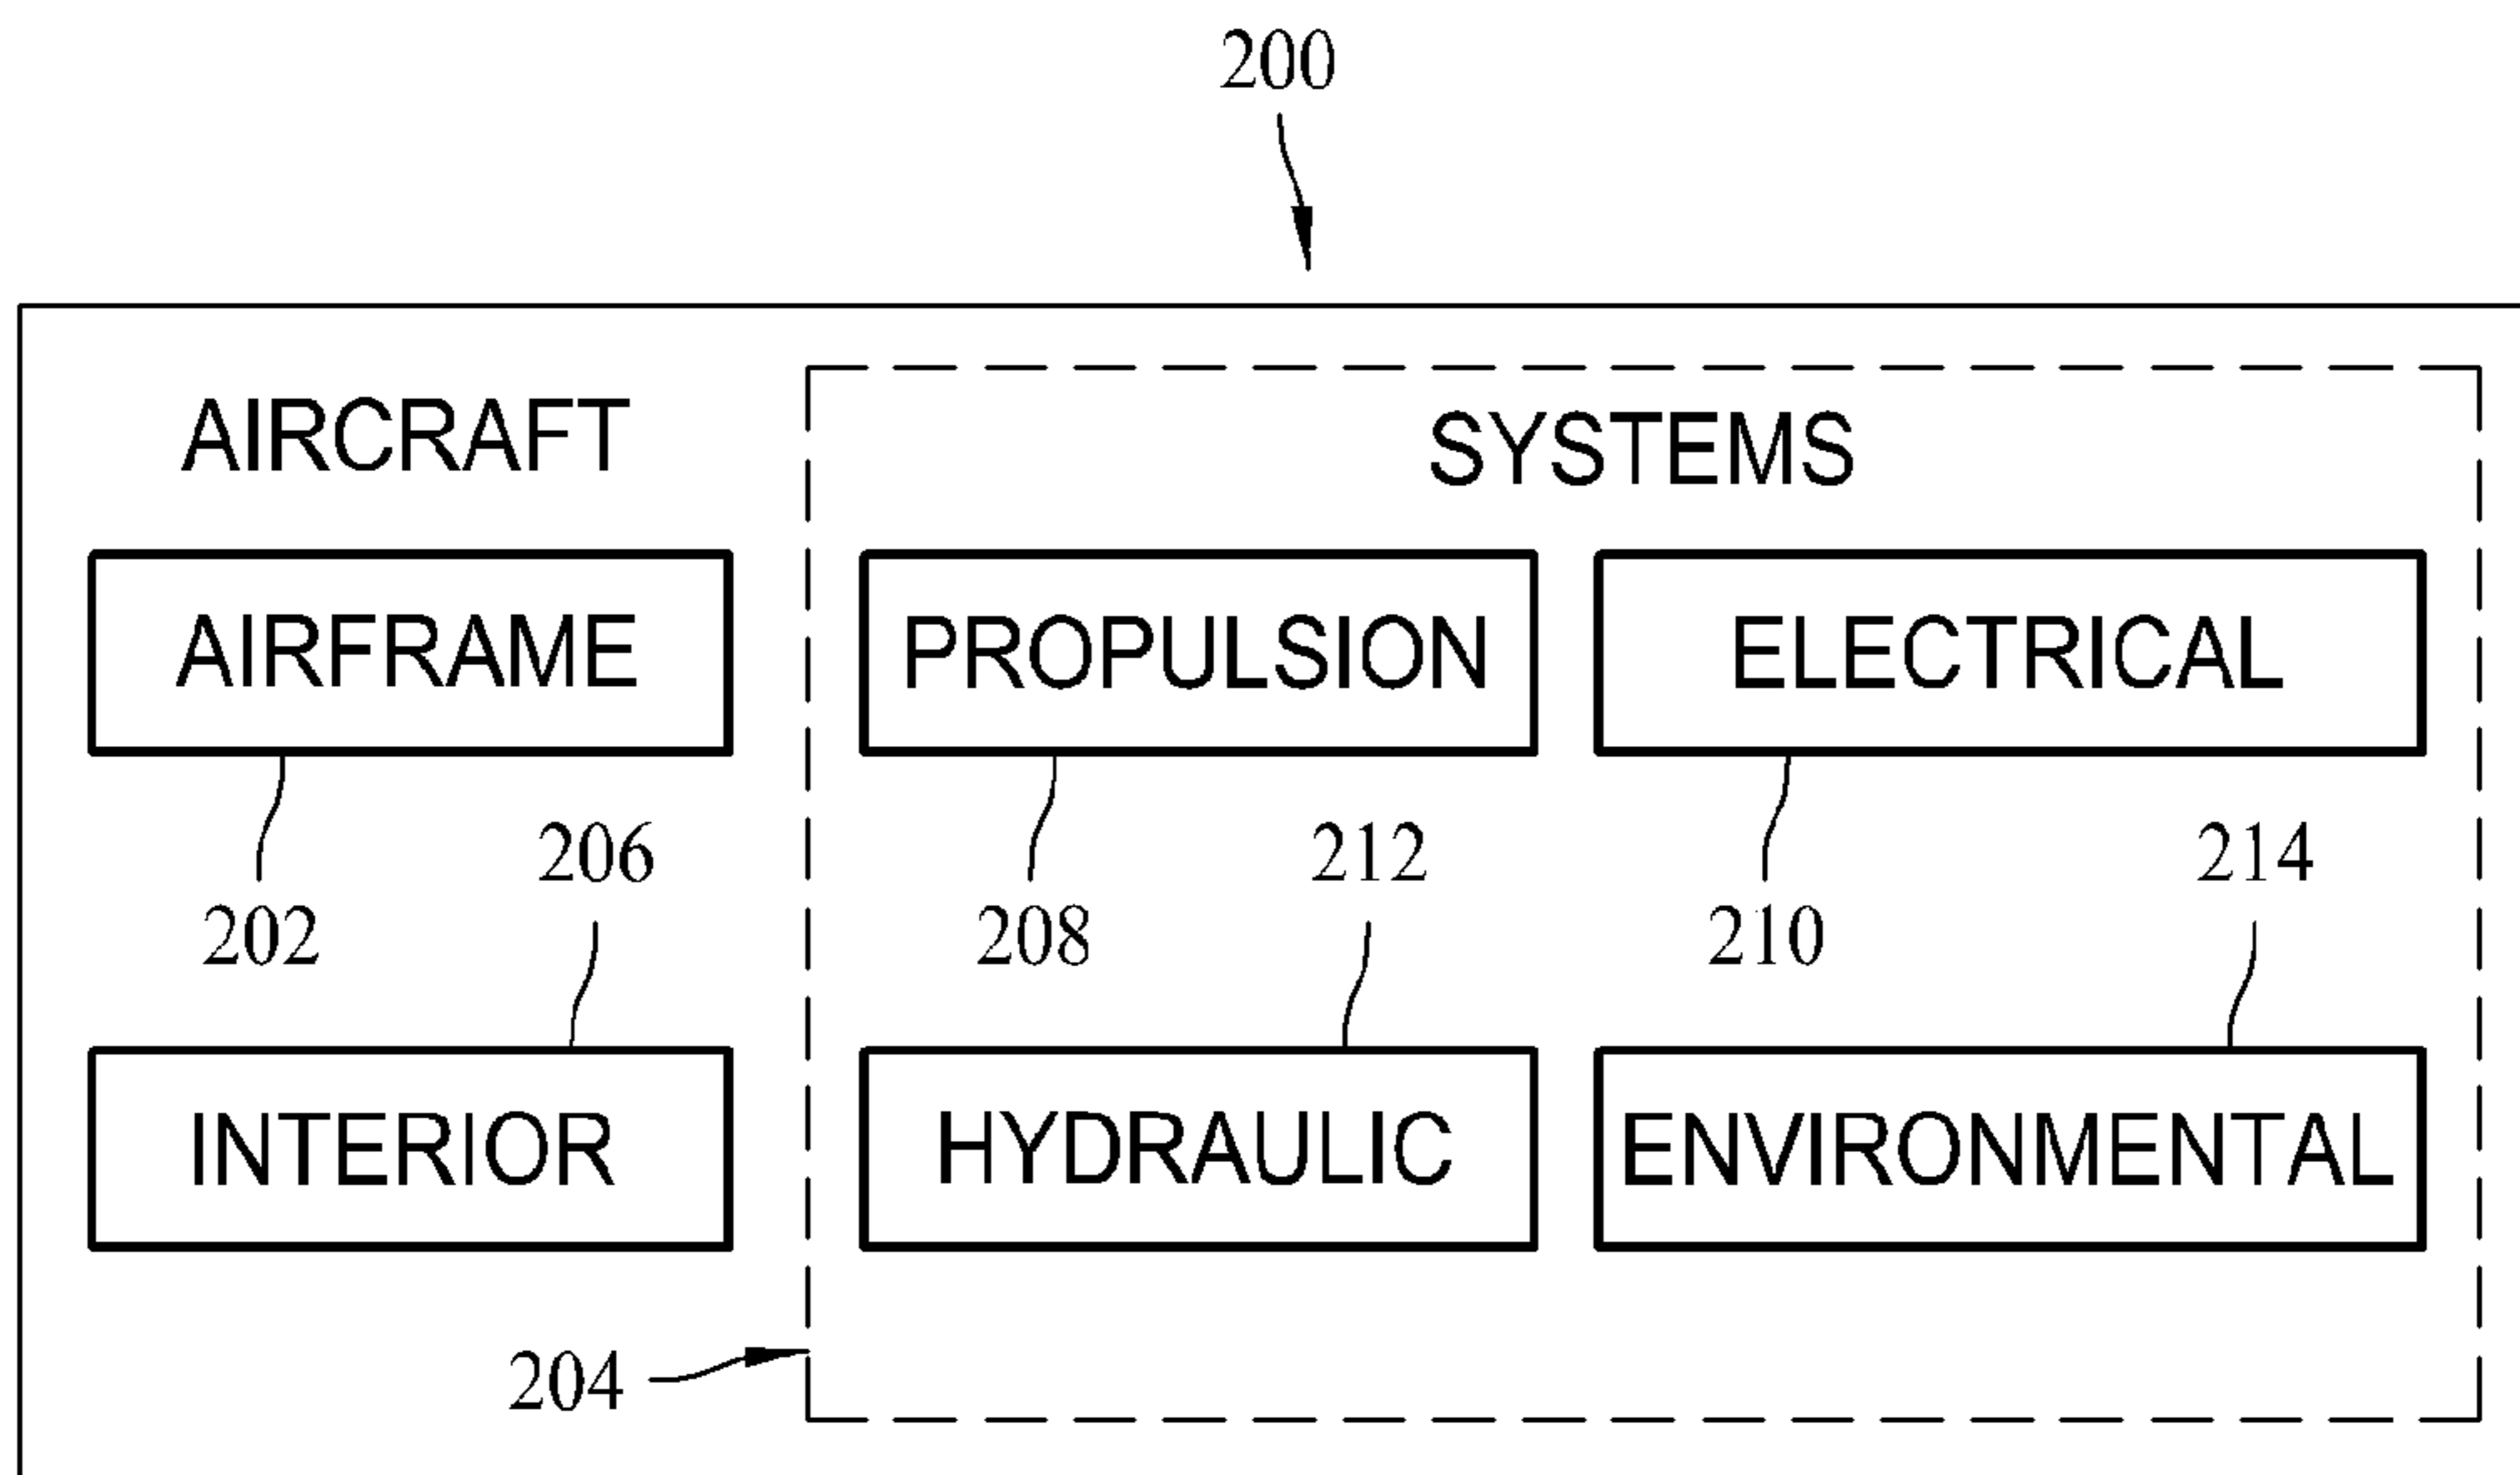 200
AIRCRAFT
SYSTEMS
AIRFRAME
PROPULSION
ELECTRICAL
206
212
214
202
208
210
INTERIOR
HYDRAULIC
ENVIRONMENTAL
204